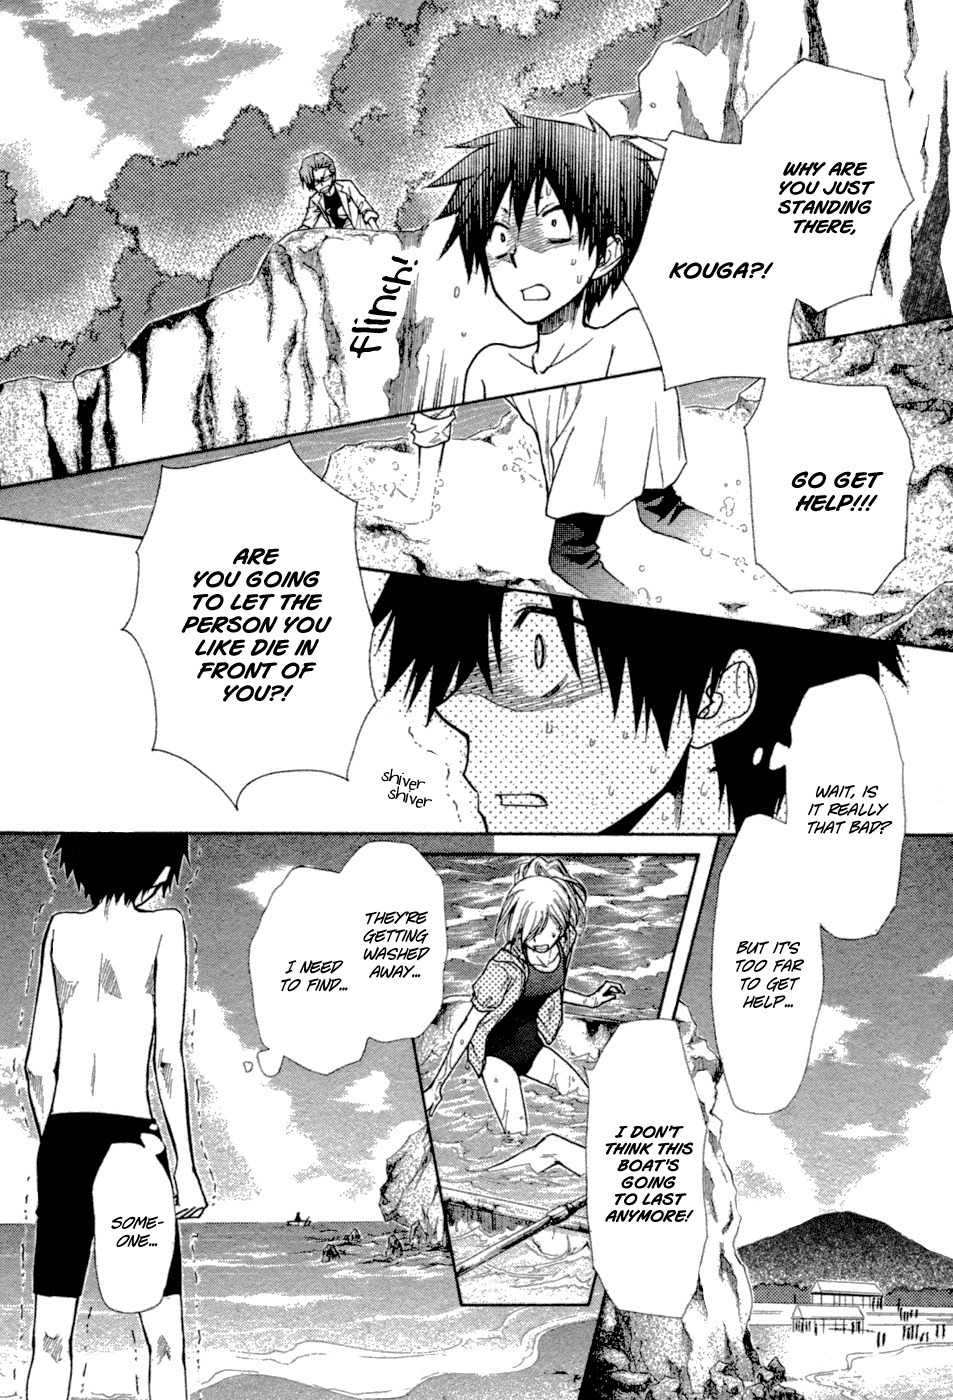 WHY ARE
YOU JUST
STANDING
THERE,
KOUGA?!
flinch!
GO GET
HELP!!!
ARE
YOU GOING
TO LET THE
PERSON YOU
LIKE DIE IN
FRONT OF
YOU?!
shiver
shiver
WAIT, IS
IT REALLY
THAT BAD?
BUT IT'S
TOO FAR
TO GET
HELP...
I DON'T
THINK THIS
BOAT'S
GOING
TO LAST
ANYMORE!
THEY'RE
GETTING
WASHED
AWAY...
I NEED
TO FIND...
SOME-
ONE...